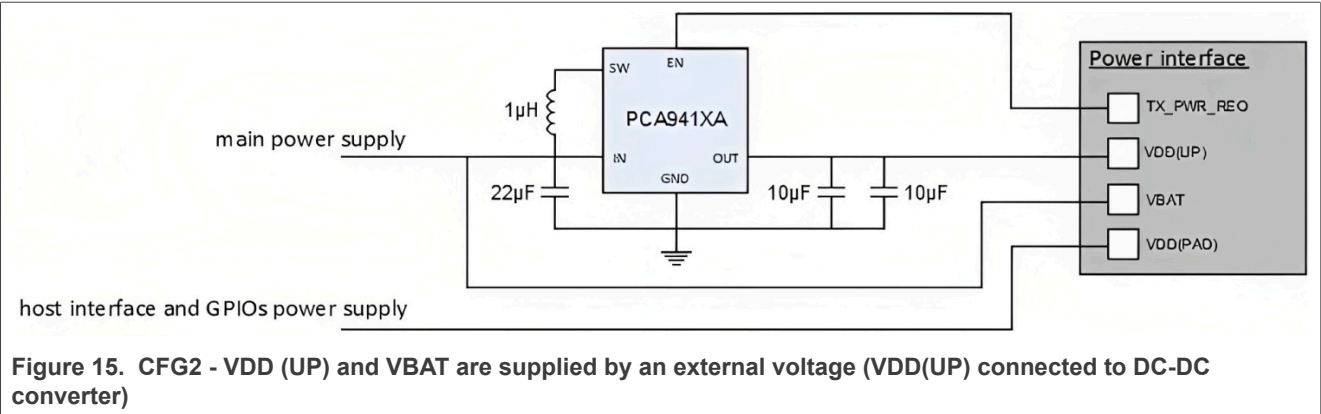 SW
EN
Power interface
1µH
PCA941XA
TX_PWR_REO
main power supply
IN
OUT
VDD(UP)
22µF
GND
10µF
10µF
VBAT
VDD(PAD)
host interface and GPIOs power supply
Figure 15. CFG2 - VDD (UP) and VBAT are supplied by an external voltage (VDD(UP) connected to DC-DC
converter)